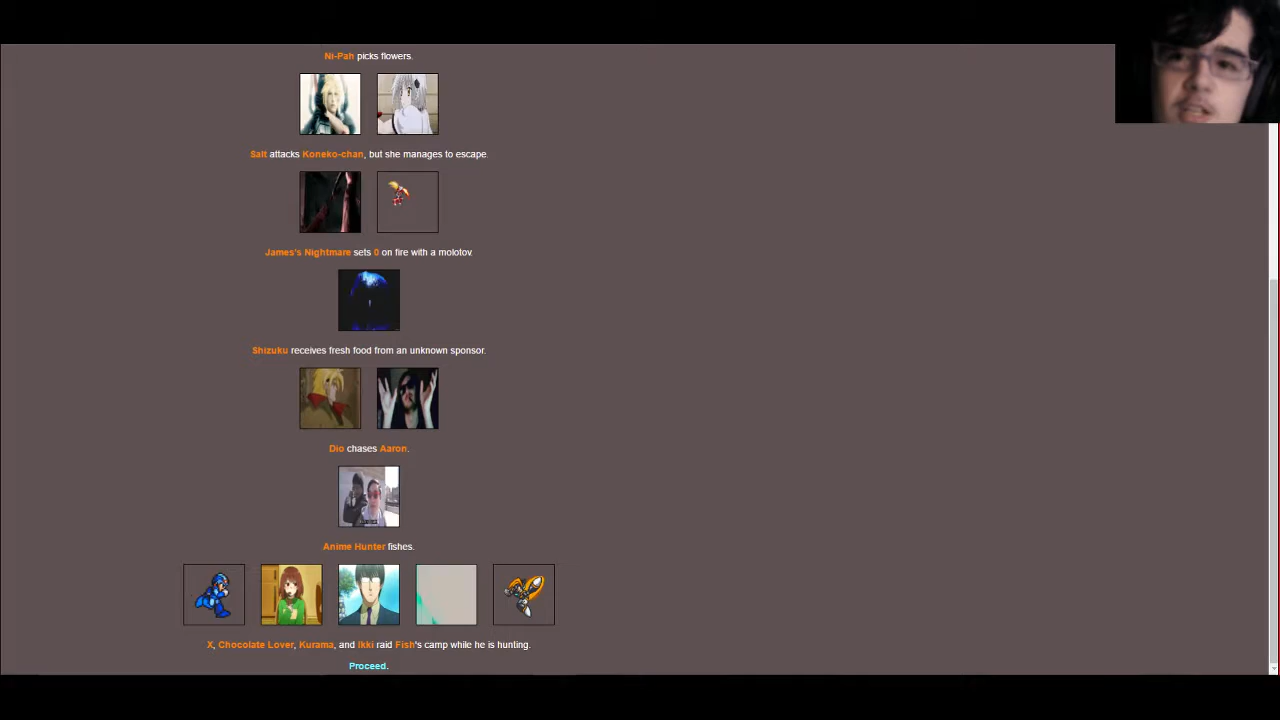 Ni-Pah picks flowers.
Salt attacks Koneko-chan, but she manages to escape.
James's Nightmare sets 0 on fire with a molotov.
Shizuku receives fresh food from an unknown sponsor.
Dio chases Aaron.
Anime Hunter fishes.
X, Chocolate Lover, Kurama, and Ikki raid Fish's camp while he is hunting.
Proceed.